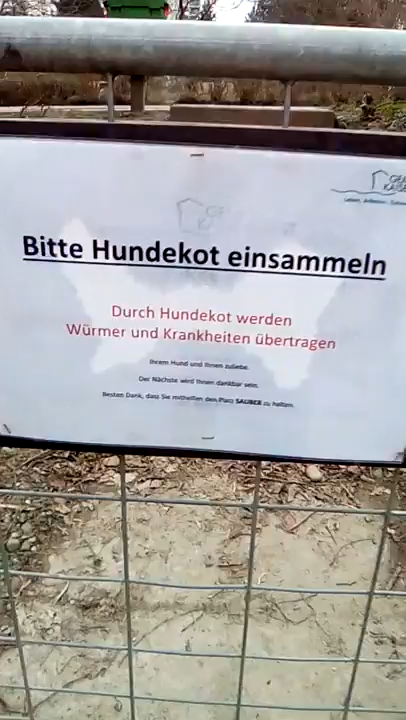 Bitte Hundekot einsammeln
Durch Hundekot werden
Würmer und Krankheiten übertragen
Ihrem Hund und Ihnen zuliebe.
Der Nächste wird Ihnen dankbar sein.
Besten Dank, dass Sie mithelfen den Platz SAUBER zu halten.